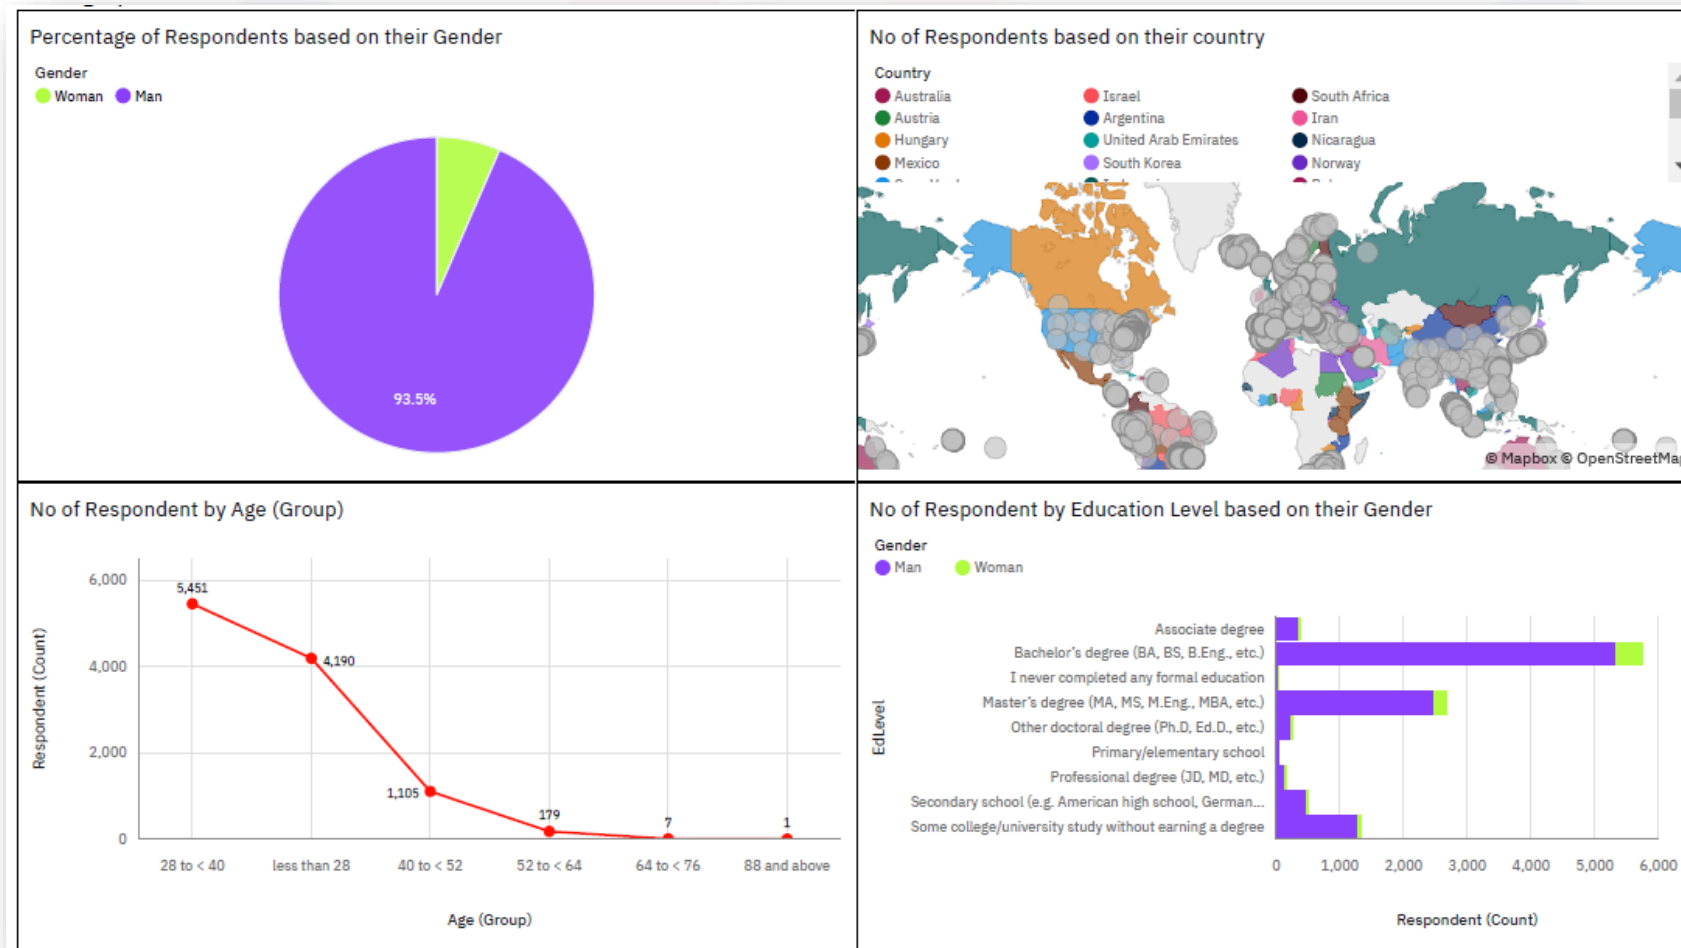 Percentage of Respondents based on their Gender
Gender
Woman Man
93.5%
No of Respondents based on their country
Country
Australia Israel South Africa
Austria Argentina Iran
Hungary United Arab Emirates Nicaragua
Mexico South Korea Norway
© Mapbox © OpenStreetMap
No of Respondent by Age (Group)
Respondent (Count)
6,000
4,000
2,000
0
5,451
4,190
1,105
179
7
1
28 to < 40 less than 28 40 to < 52 52 to < 64 64 to < 76 88 and above
Age (Group)
No of Respondent by Education Level based on their Gender
Gender
Man Woman
EdLevel
Associate degree
Bachelor's degree (BA, BS, B.Eng., etc.)
I never completed any formal education
Master's degree (MA, MS, M.Eng., MBA, etc.)
Other doctoral degree (Ph.D, Ed.D., etc.)
Primary/elementary school
Professional degree (JD, MD, etc.)
Secondary school (e.g. American high school, German...
Some college/university study without earning a degree
0 1,000 2,000 3,000 4,000 5,000 6,000
Respondent (Count)